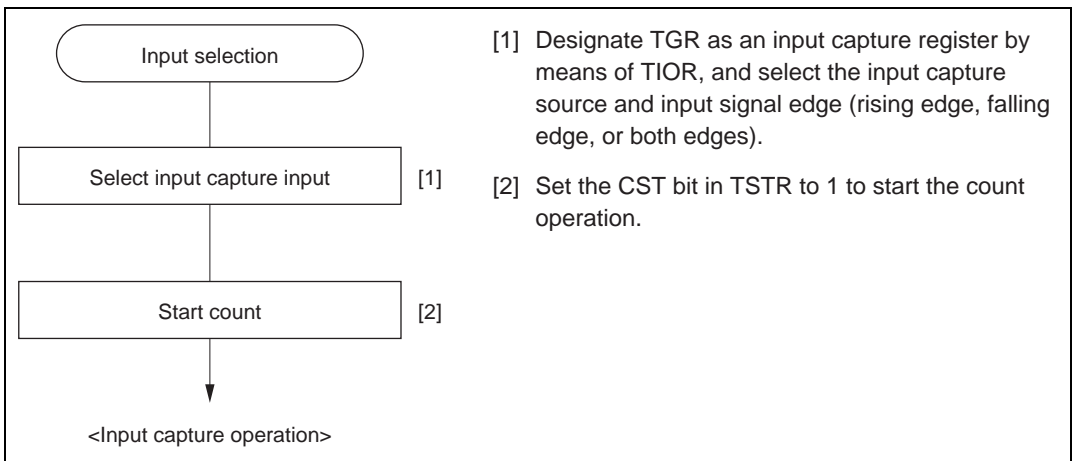 Input selection
Select input capture input
[1]
Start count
[2]
<Input capture operation>
[1] Designate TGR as an input capture register by
means of TIOR, and select the input capture
source and input signal edge (rising edge, falling
edge, or both edges).
[2] Set the CST bit in TSTR to 1 to start the count
operation.